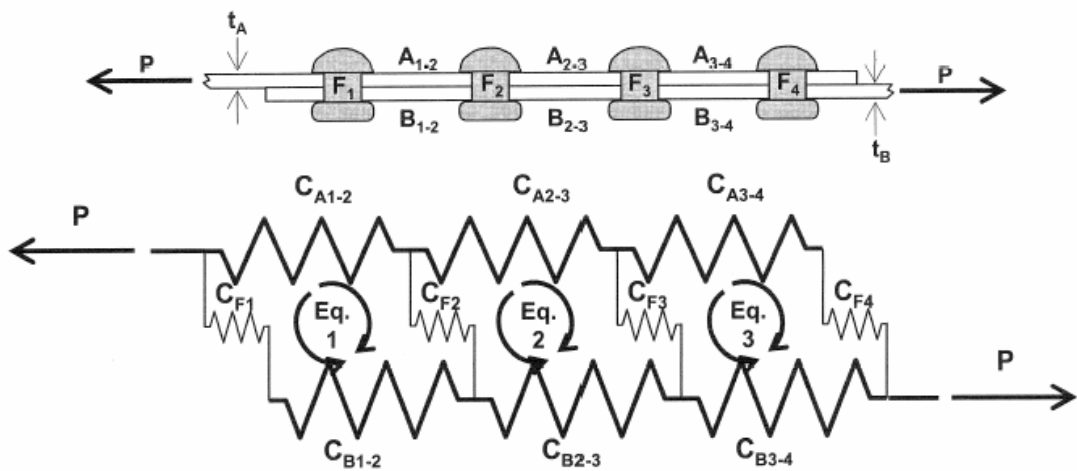 t_A
P A_1-2 A_2-3 A_3-4 P
F_1 F_2 F_3 F_4
B_1-2 B_2-3 B_3-4
t_B
C_A1-2 C_A2-3 C_A3-4
P
C_F1 C_F2 C_F3 C_F4
Eq. 1 Eq. 2 Eq. 3
P
C_B1-2 C_B2-3 C_B3-4